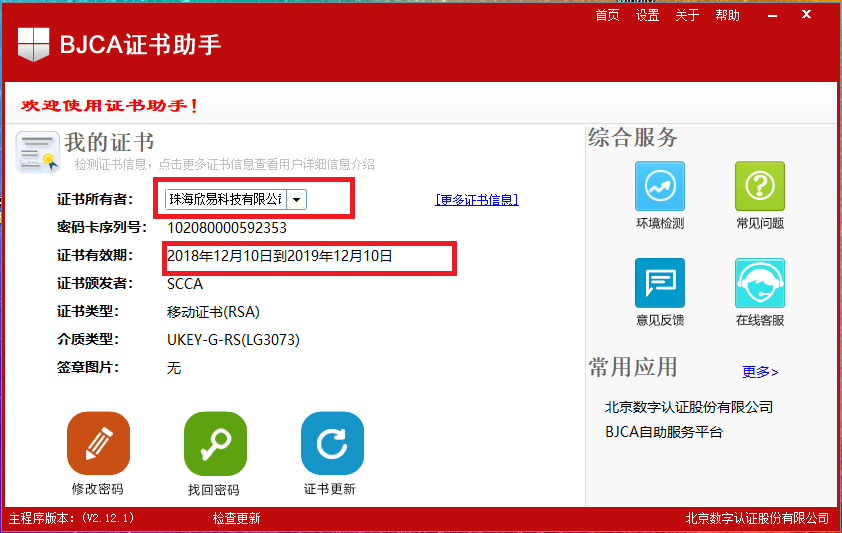 首页 设置 关于 帮助
BJCA证书助手
欢迎使用证书助手!
我的证书
检测证书信息，点击更多证书信息查看用户详细信息介绍
证书所有者: 珠海欣易科技有限公 [更多证书信息]
密码卡序列号: 102080000592353
证书有效期: 2018年12月10日到2019年12月10日
证书颁发者: SCCA
证书类型: 移动证书(RSA)
介质类型: UKEY-G-RS(LG3073)
签章图片: 无
修改密码 找回密码 证书更新
综合服务
环境检测 常见问题
意见反馈 在线客服
常用应用 更多>
北京数字认证股份有限公司
BJCA自助服务平台
主程序版本: (V2.12.1) 检查更新 北京数字认证股份有限公司